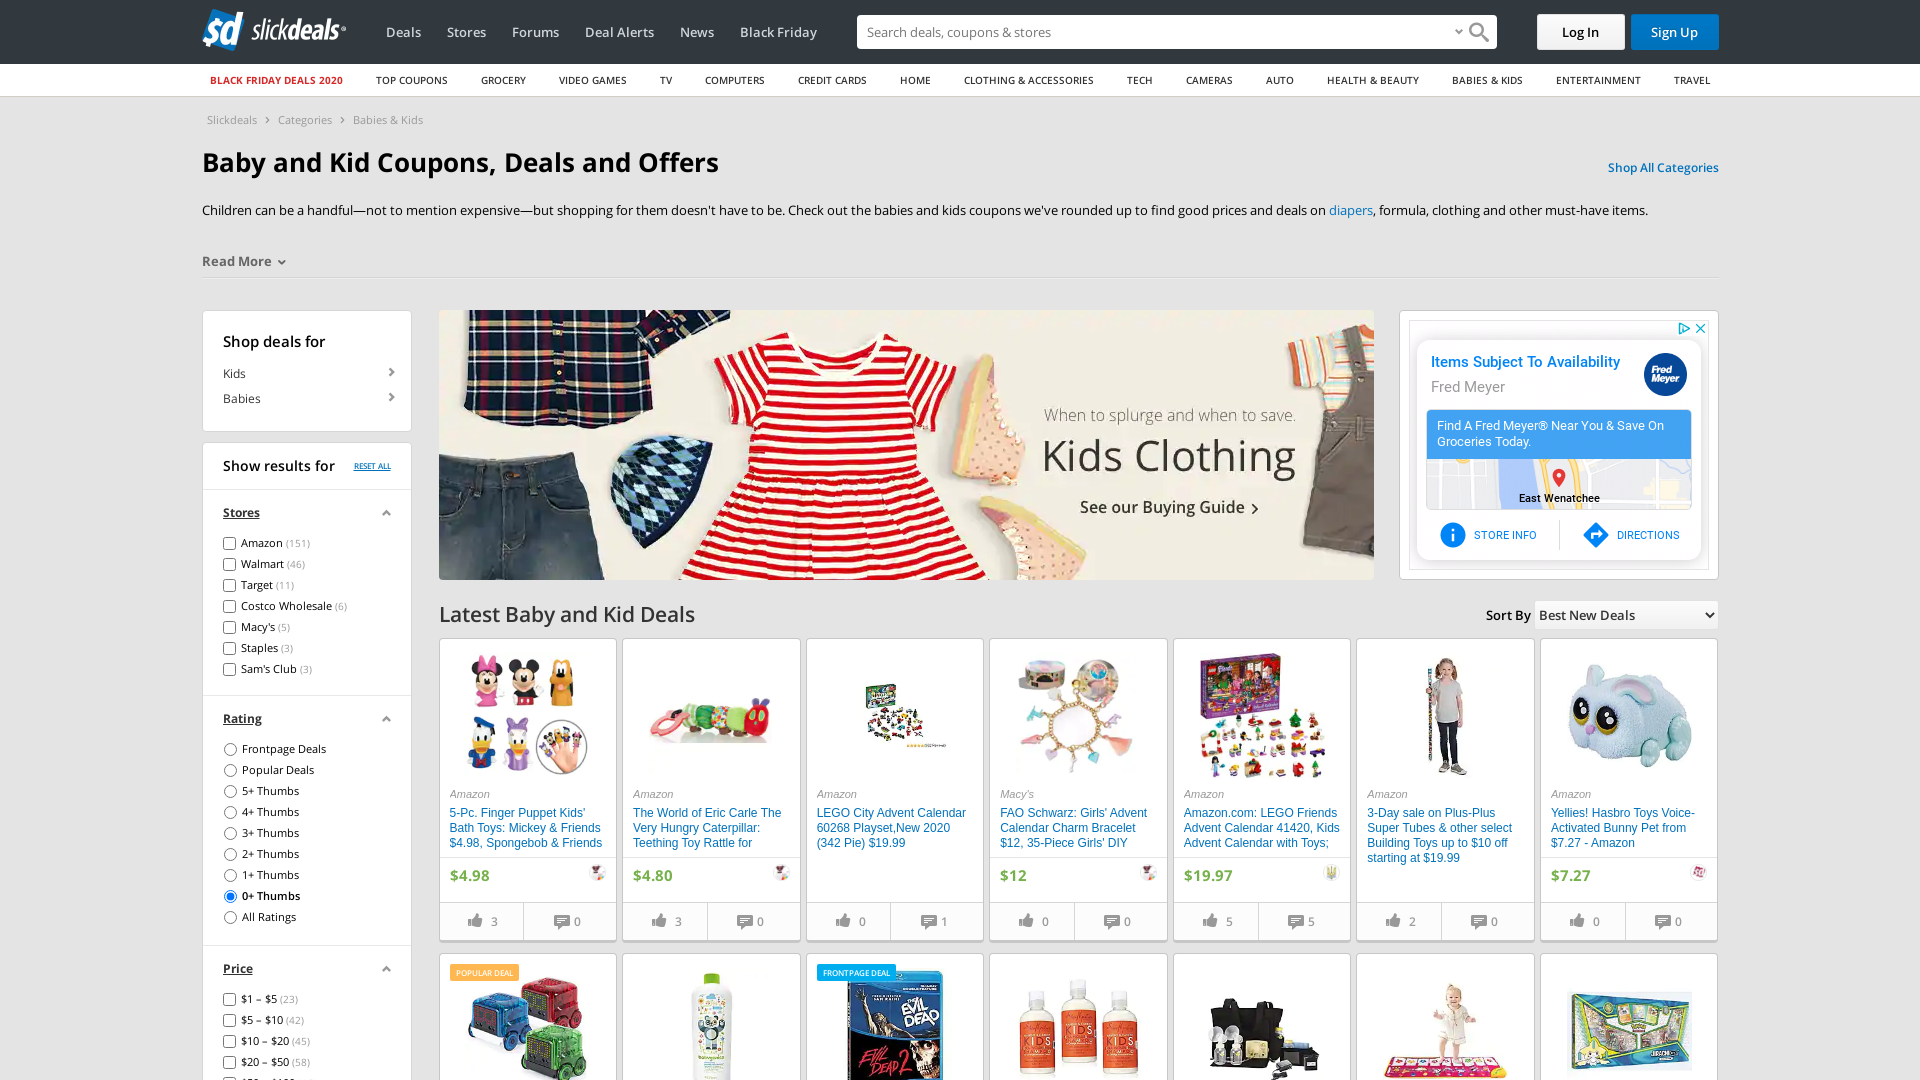 slickdeals
Deals
Stores
Forums
Deal Alerts
News
Black Friday
Search deals, coupons & stores
Log In
Sign Up
BLACK FRIDAY DEALS 2020
TOP COUPONS
GROCERY
VIDEO GAMES
TV
COMPUTERS
CREDIT CARDS
HOME
CLOTHING & ACCESSORIES
TECH
CAMERAS
AUTO
HEALTH & BEAUTY
BABIES & KIDS
ENTERTAINMENT
TRAVEL
Slickdeals > Categories > Babies & Kids
Baby and Kid Coupons, Deals and Offers
Shop All Categories
Children can be a handful—not to mention expensive—but shopping for them doesn't have to be. Check out the babies and kids coupons we've rounded up to find good prices and deals on diapers, formula, clothing and other must-have items.
Read More
Shop deals for
Kids
Babies
Show results for
RESET ALL
Stores
Amazon (151)
Walmart (46)
Target (11)
Costco Wholesale (6)
Macy's (5)
Staples (3)
Sam's Club (3)
Rating
Frontpage Deals
Popular Deals
5+ Thumbs
4+ Thumbs
3+ Thumbs
2+ Thumbs
1+ Thumbs
0+ Thumbs
All Ratings
Price
$1 – $5 (23)
$5 – $10 (42)
$10 – $20 (45)
$20 – $50 (58)
When to splurge and when to save.
Kids Clothing
See our Buying Guide
Items Subject To Availability
Fred Meyer
Fred Meyer
Find A Fred Meyer® Near You & Save On
Groceries Today.
East Wenatchee
STORE INFO
DIRECTIONS
Latest Baby and Kid Deals
Sort By
Best New Deals
Amazon
5-Pc. Finger Puppet Kids'
Bath Toys: Mickey & Friends
$4.98, Spongebob & Friends
$4.98
3
0
Amazon
The World of Eric Carle The
Very Hungry Caterpillar:
Teething Toy Rattle for
$4.80
3
0
Amazon
LEGO City Advent Calendar
60268 Playset,New 2020
(342 Pie) $19.99
0
1
Macy's
FAO Schwarz: Girls' Advent
Calendar Charm Bracelet
$12, 35-Piece Girls' DIY
$12
0
0
Amazon
Amazon.com: LEGO Friends
Advent Calendar 41420, Kids
Advent Calendar with Toys;
$19.97
5
5
Amazon
3-Day sale on Plus-Plus
Super Tubes & other select
Building Toys up to $10 off
starting at $19.99
2
0
Amazon
Yellies! Hasbro Toys Voice-
Activated Bunny Pet from
$7.27 - Amazon
$7.27
0
0
POPULAR DEAL
FRONTPAGE DEAL
EVIL DEAD
EVIL DEAD 2
KIDS
KIDS
KIDS